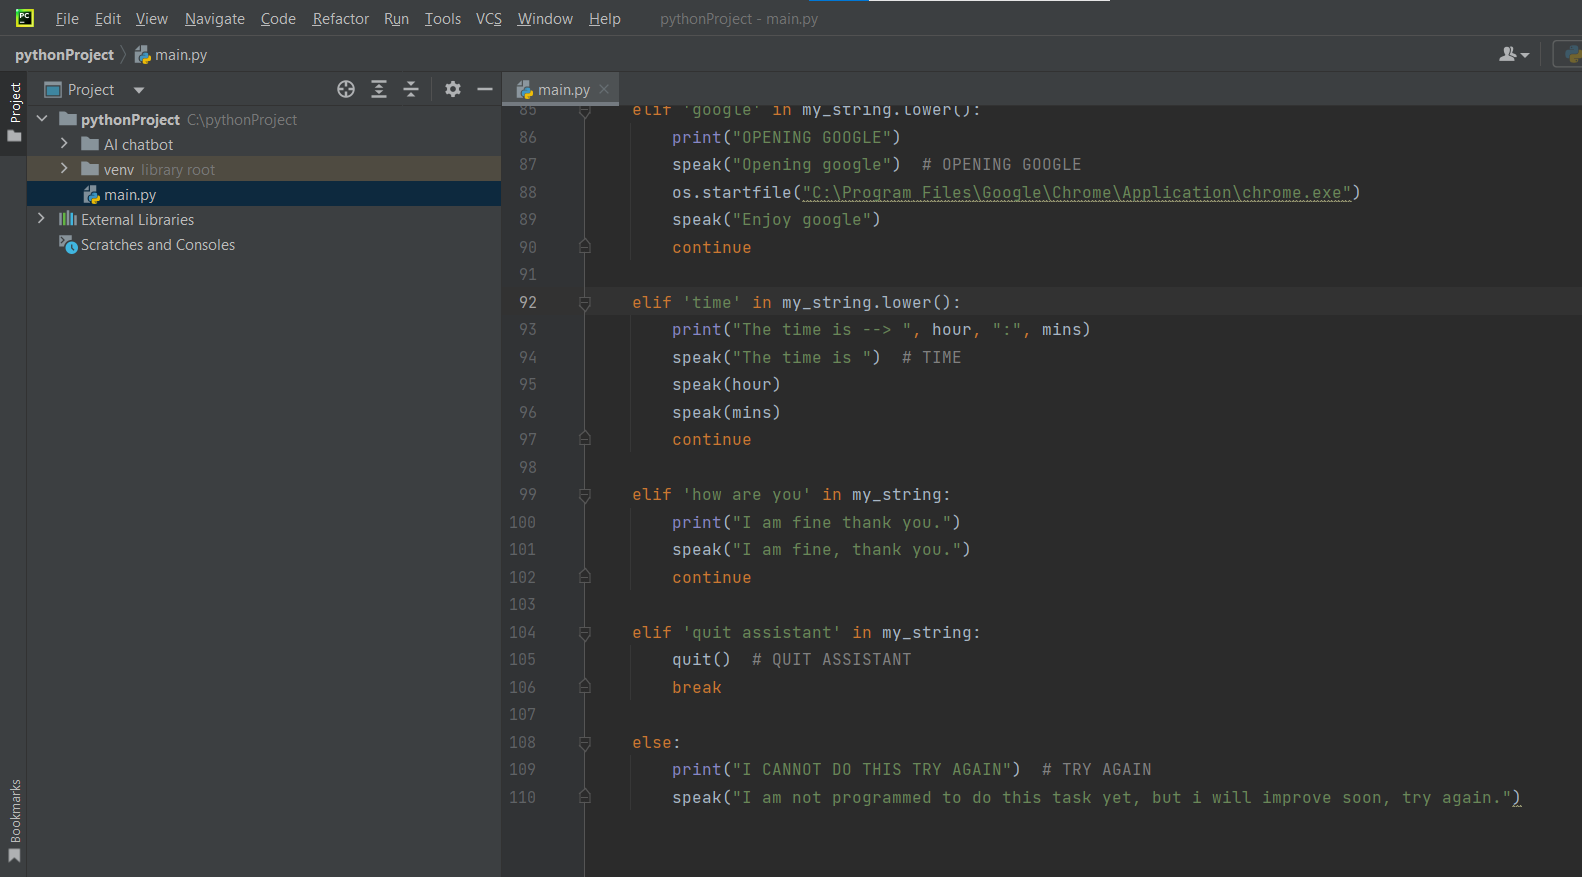 PC File Edit View Navigate Code Refactor Run Tools VCS Window Help pythonProject - main.py
pythonProject main.py
Project
Project
main.py
pythonProject C:\pythonProject
AI chatbot
venv library root
main.py
External Libraries
Scratches and Consoles
Bookmarks
85 elif 'google' in my_string.lower():
86 print("OPENING GOOGLE")
87 speak("Opening google") # OPENING GOOGLE
88 os.startfile("C:\Program Files\Google\Chrome\Application\chrome.exe")
89 speak("Enjoy google")
90 continue
91
92 elif 'time' in my_string.lower():
93 print("The time is --> ", hour, ":", mins)
94 speak("The time is ") # TIME
95 speak(hour)
96 speak(mins)
97 continue
98
99 elif 'how are you' in my_string:
100 print("I am fine thank you.")
101 speak("I am fine, thank you.")
102 continue
103
104 elif 'quit assistant' in my_string:
105 quit() # QUIT ASSISTANT
106 break
107
108 else:
109 print("I CANNOT DO THIS TRY AGAIN") # TRY AGAIN
110 speak("I am not programmed to do this task yet, but i will improve soon, try again.")